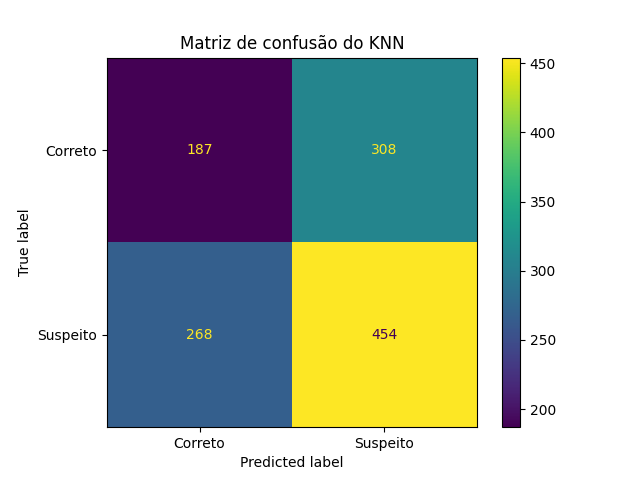 Matriz de confusão do KNN
True label
Correto
187
308
Suspeito
268
454
Correto
Suspeito
Predicted label
450
400
350
300
250
200